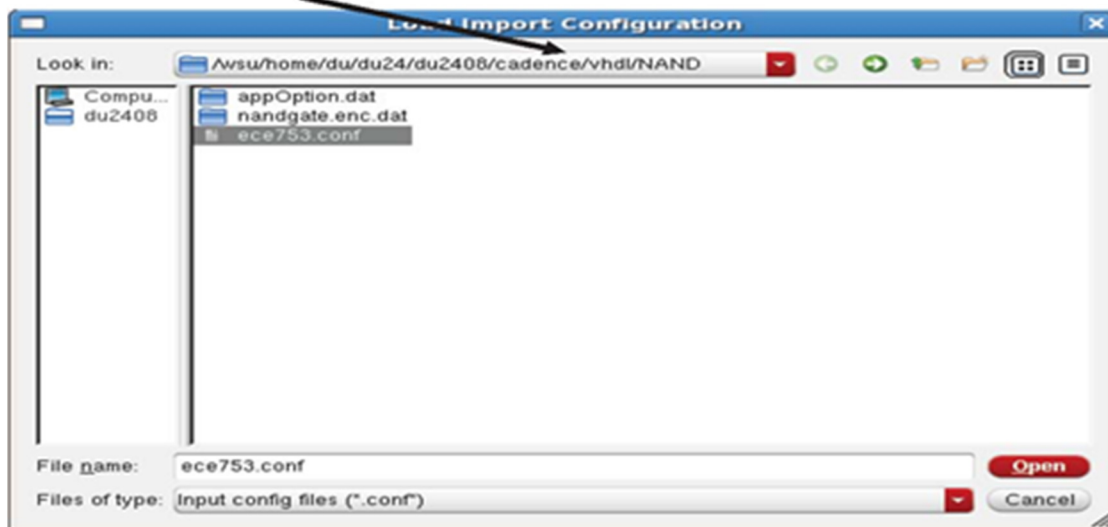 Load Import Configuration
Look in: /wsu/home/du/du24/du2408/cadence/vhdl/NAND
Compu...
du2408
appOption.dat
nandgate.enc.dat
ece753.conf
File name: ece753.conf
Open
Files of type: Input config files (*.conf")
Cancel